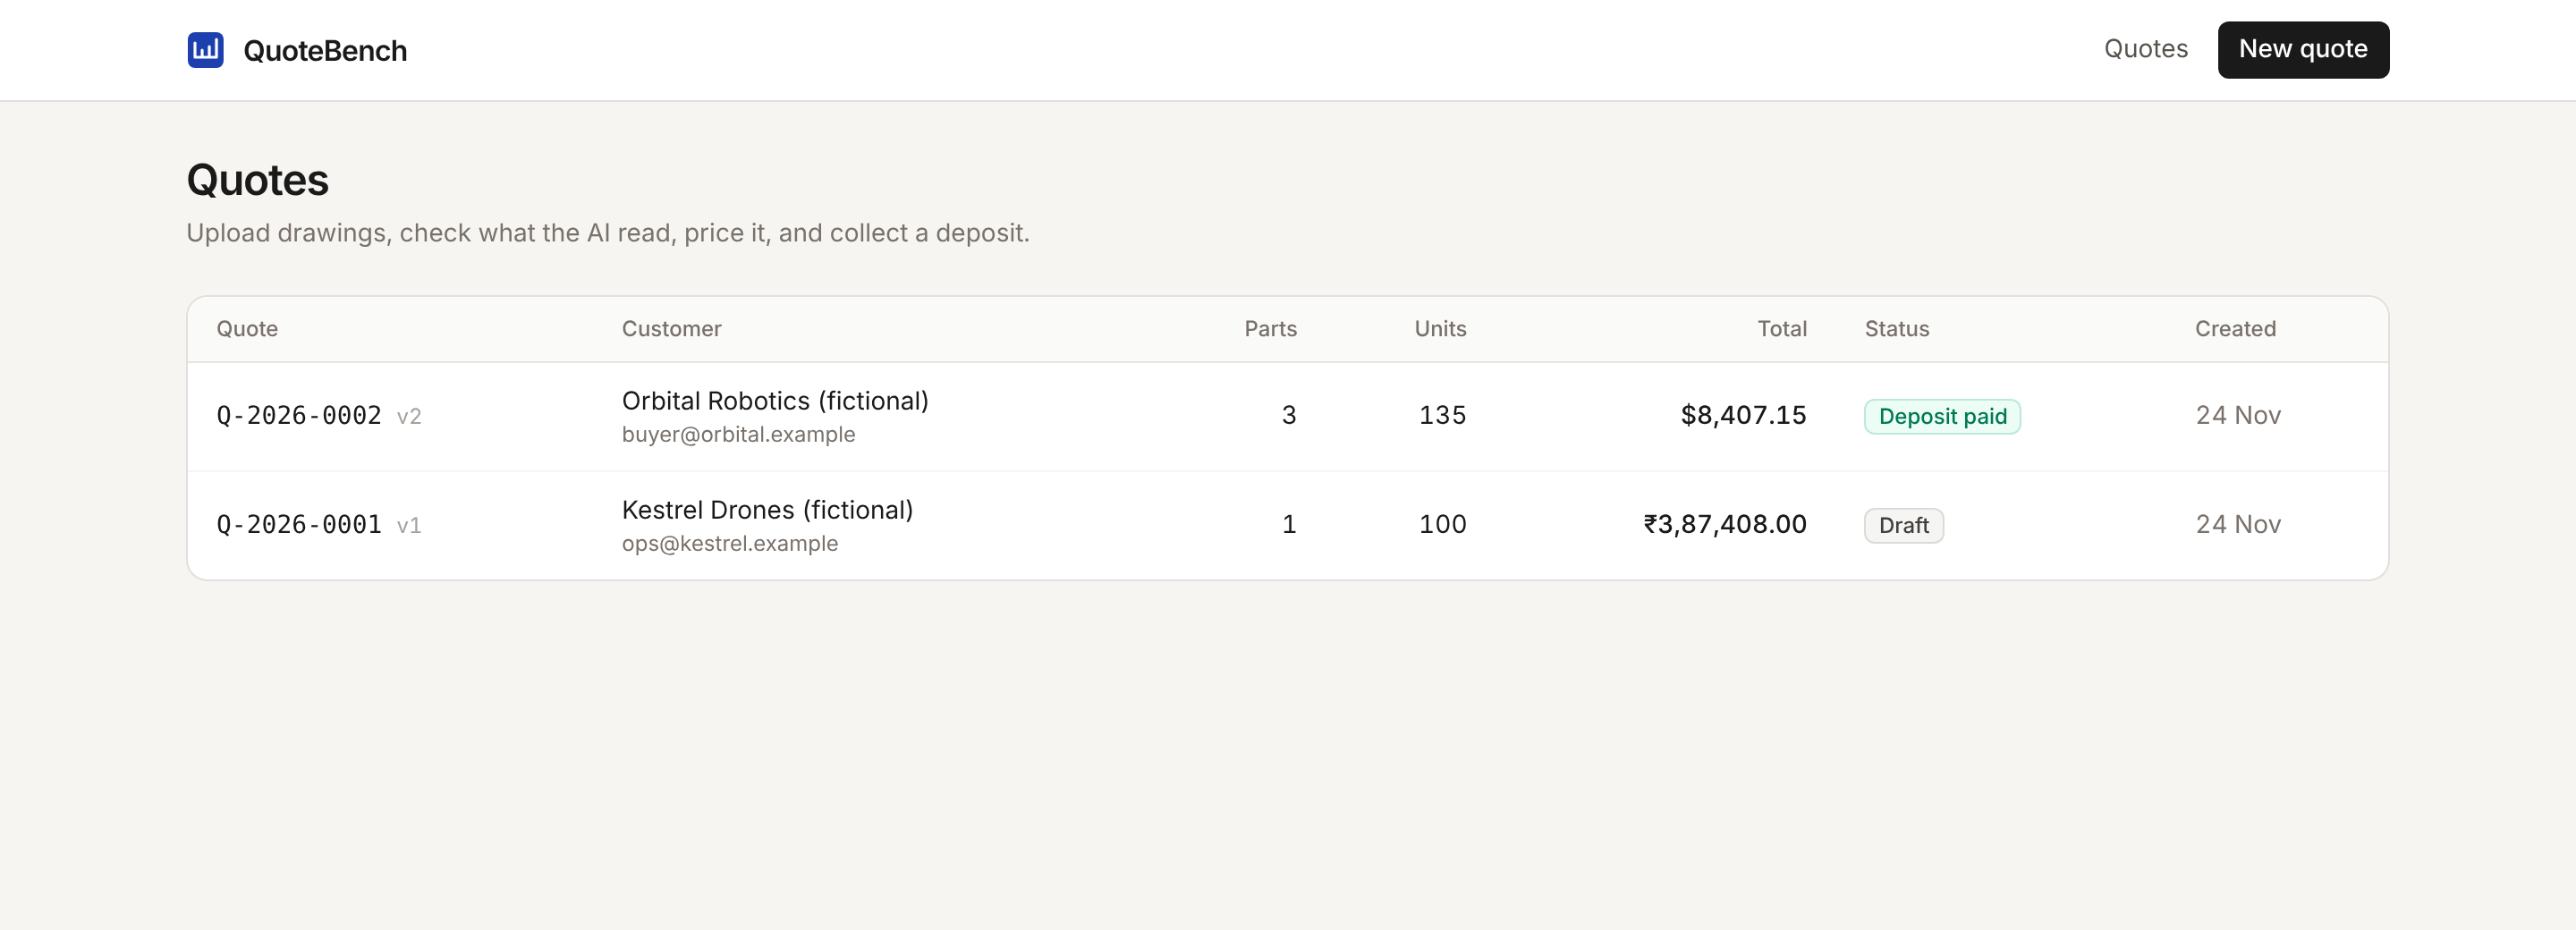 QuoteBench
Quotes
New quote
Quotes
Upload drawings, check what the AI read, price it, and collect a deposit.
Quote Customer Parts Units Total Status Created
Q-2026-0002 v2 Orbital Robotics (fictional) 3 135 $8,407.15 Deposit paid 24 Nov
buyer@orbital.example
Q-2026-0001 v1 Kestrel Drones (fictional) 1 100 ₹3,87,408.00 Draft 24 Nov
ops@kestrel.example